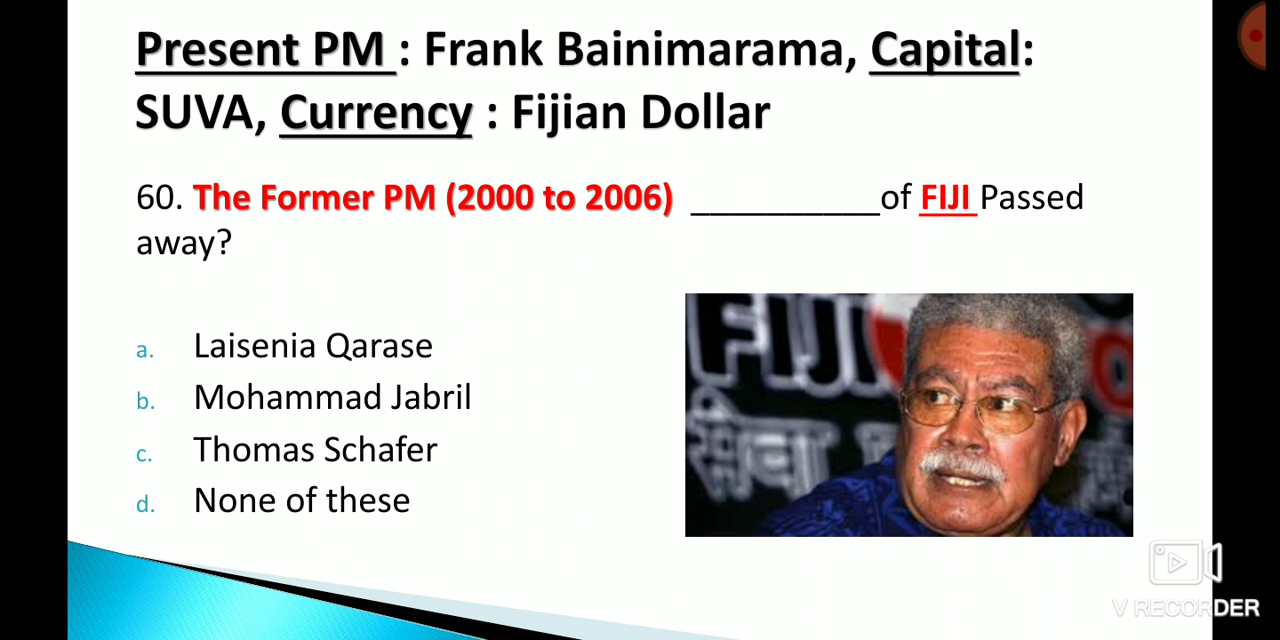 Present PM : Frank Bainimarama, Capital:
SUVA, Currency : Fijian Dollar
60. The Former PM (2000 to 2006) __________of FIJI Passed
away?
a. Laisenia Qarase
b. Mohammad Jabril
c. Thomas Schafer
d. None of these
FIJI
सेवा
V RECORDER